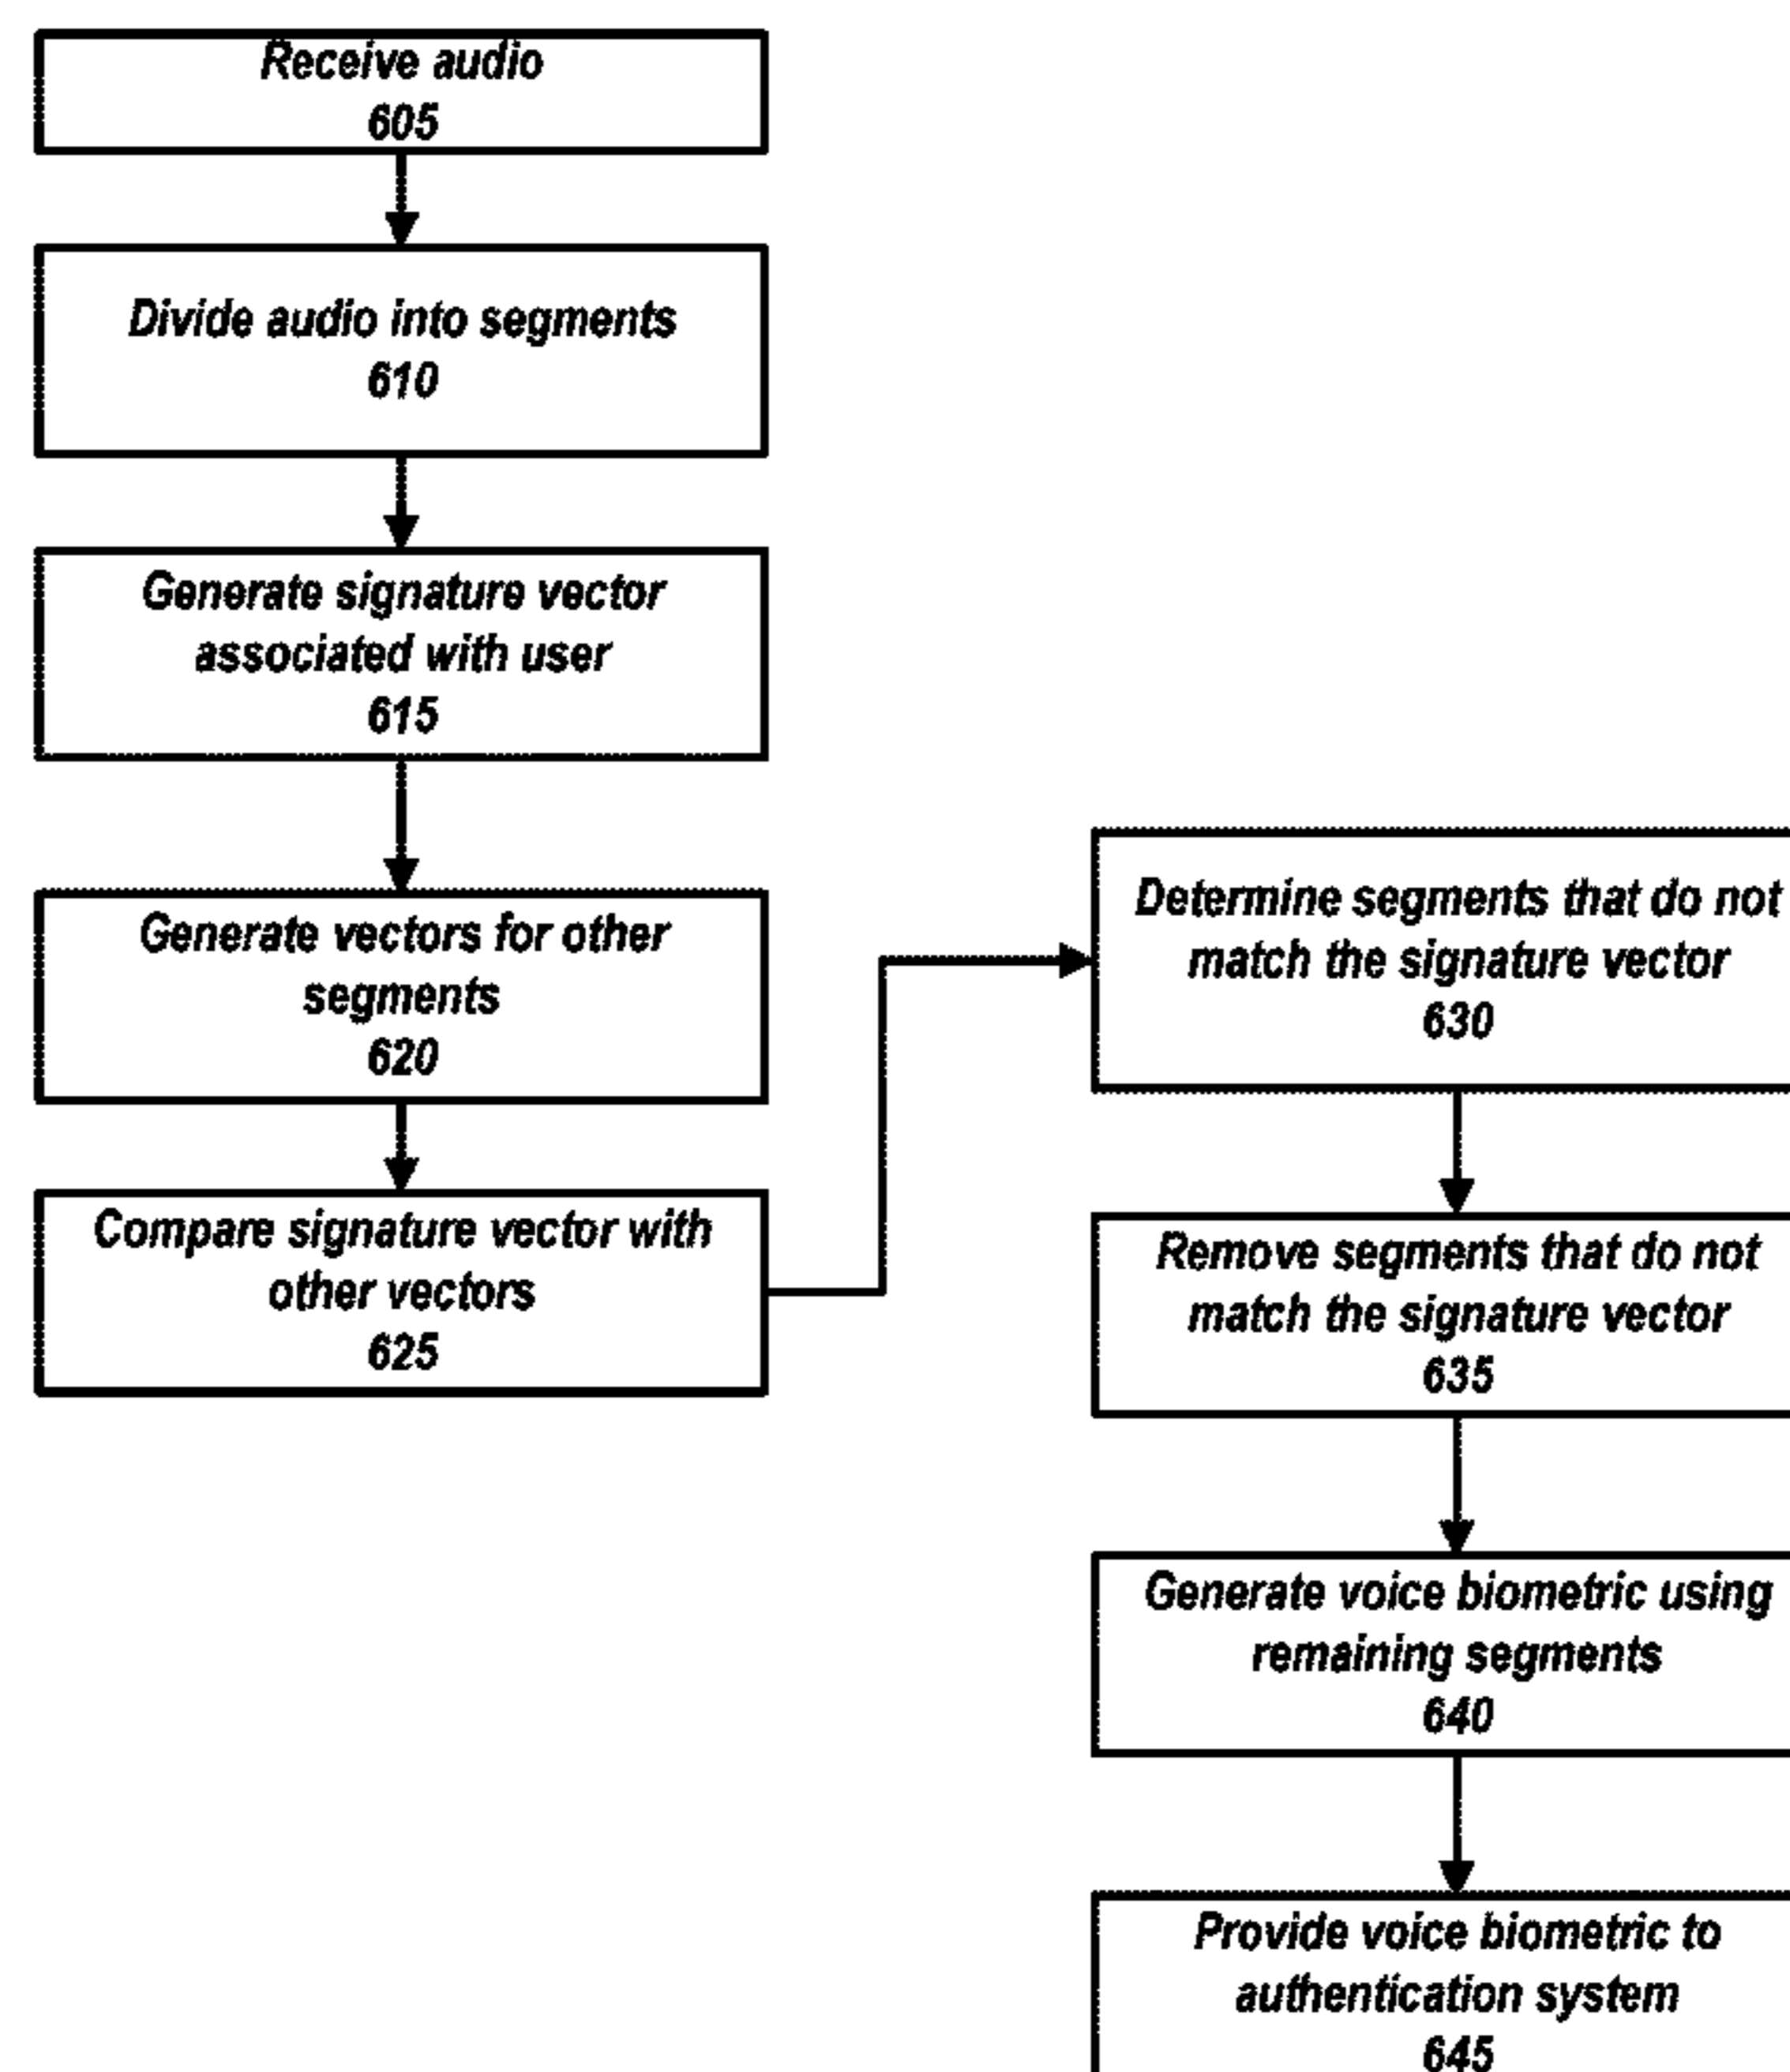 Receive audio
605
Divide audio into segments
610
Generate signature vector
associated with user
615
Generate vectors for other
segments
620
Compare signature vector with
other vectors
625
Determine segments that do not
match the signature vector
630
Remove segments that do not
match the signature vector
635
Generate voice biometric using
remaining segments
640
Provide voice biometric to
authentication system
645